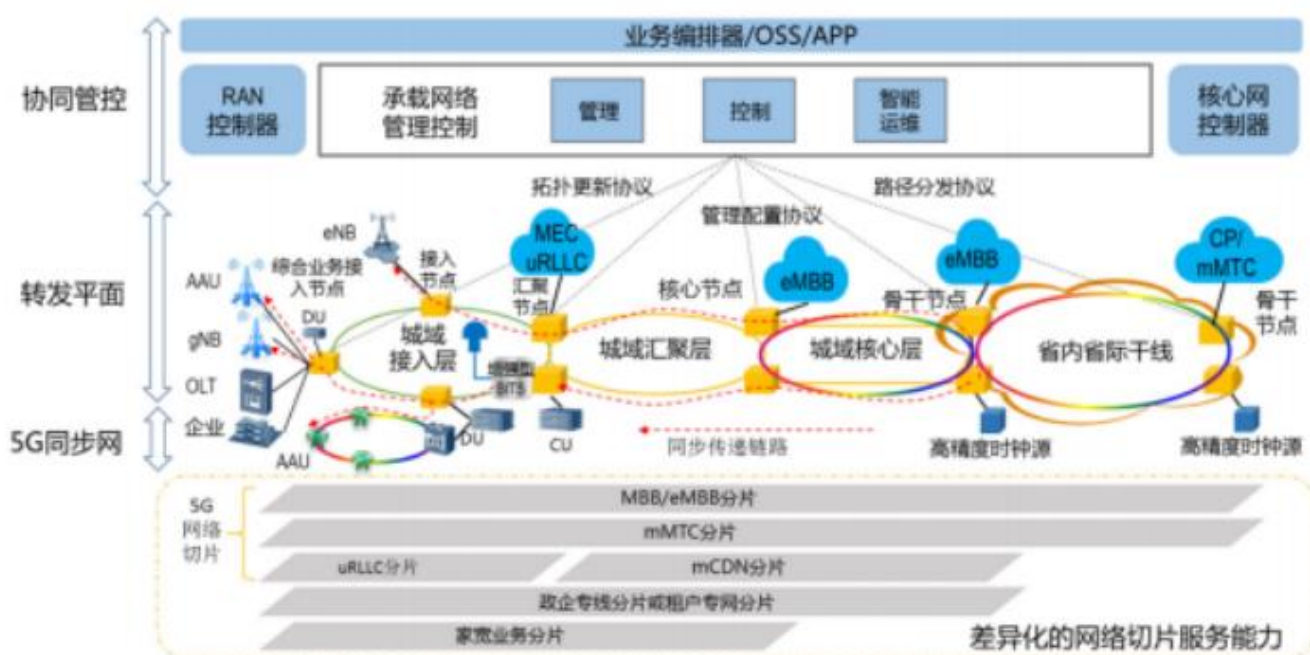 业务编排器/OSS/APP
协同管控
RAN
控制器
承载网络
管理控制
管理
控制
智能
运维
核心网
控制器
拓扑更新协议
路径分发协议
管理配置协议
转发平面
eNB
AAU
综合业务接
入节点
接入
节点
MEC
uRLLC
汇聚
节点
核心节点
eMBB
eMBB
骨干节点
CP/
mMTC
骨干
节点
DU
gNB
城域
接入层
城域汇聚层
城域核心层
省内省际干线
增强型
BITS
OLT
企业
5G同步网
AAU
DU
CU
同步传递链路
高精度时钟源
高精度时钟源
5G
网络
切片
MBB/eMBB分片
mMTC分片
uRLLC分片
mCDN分片
政企专线分片或租户专网分片
家宽业务分片
差异化的网络切片服务能力